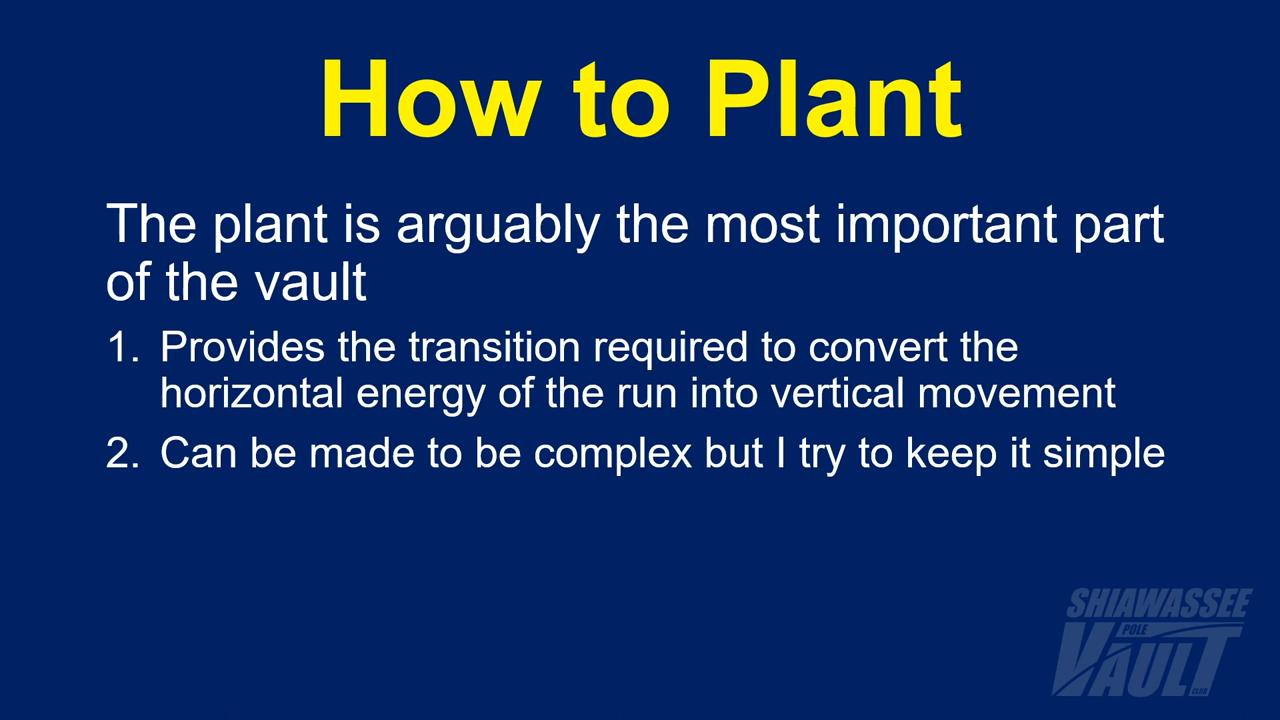 How to Plant
The plant is arguably the most important part
of the vault
1. Provides the transition required to convert the
horizontal energy of the run into vertical movement
2. Can be made to be complex but I try to keep it simple
SHIAWASSEE
POLE
VAULT
CLUB